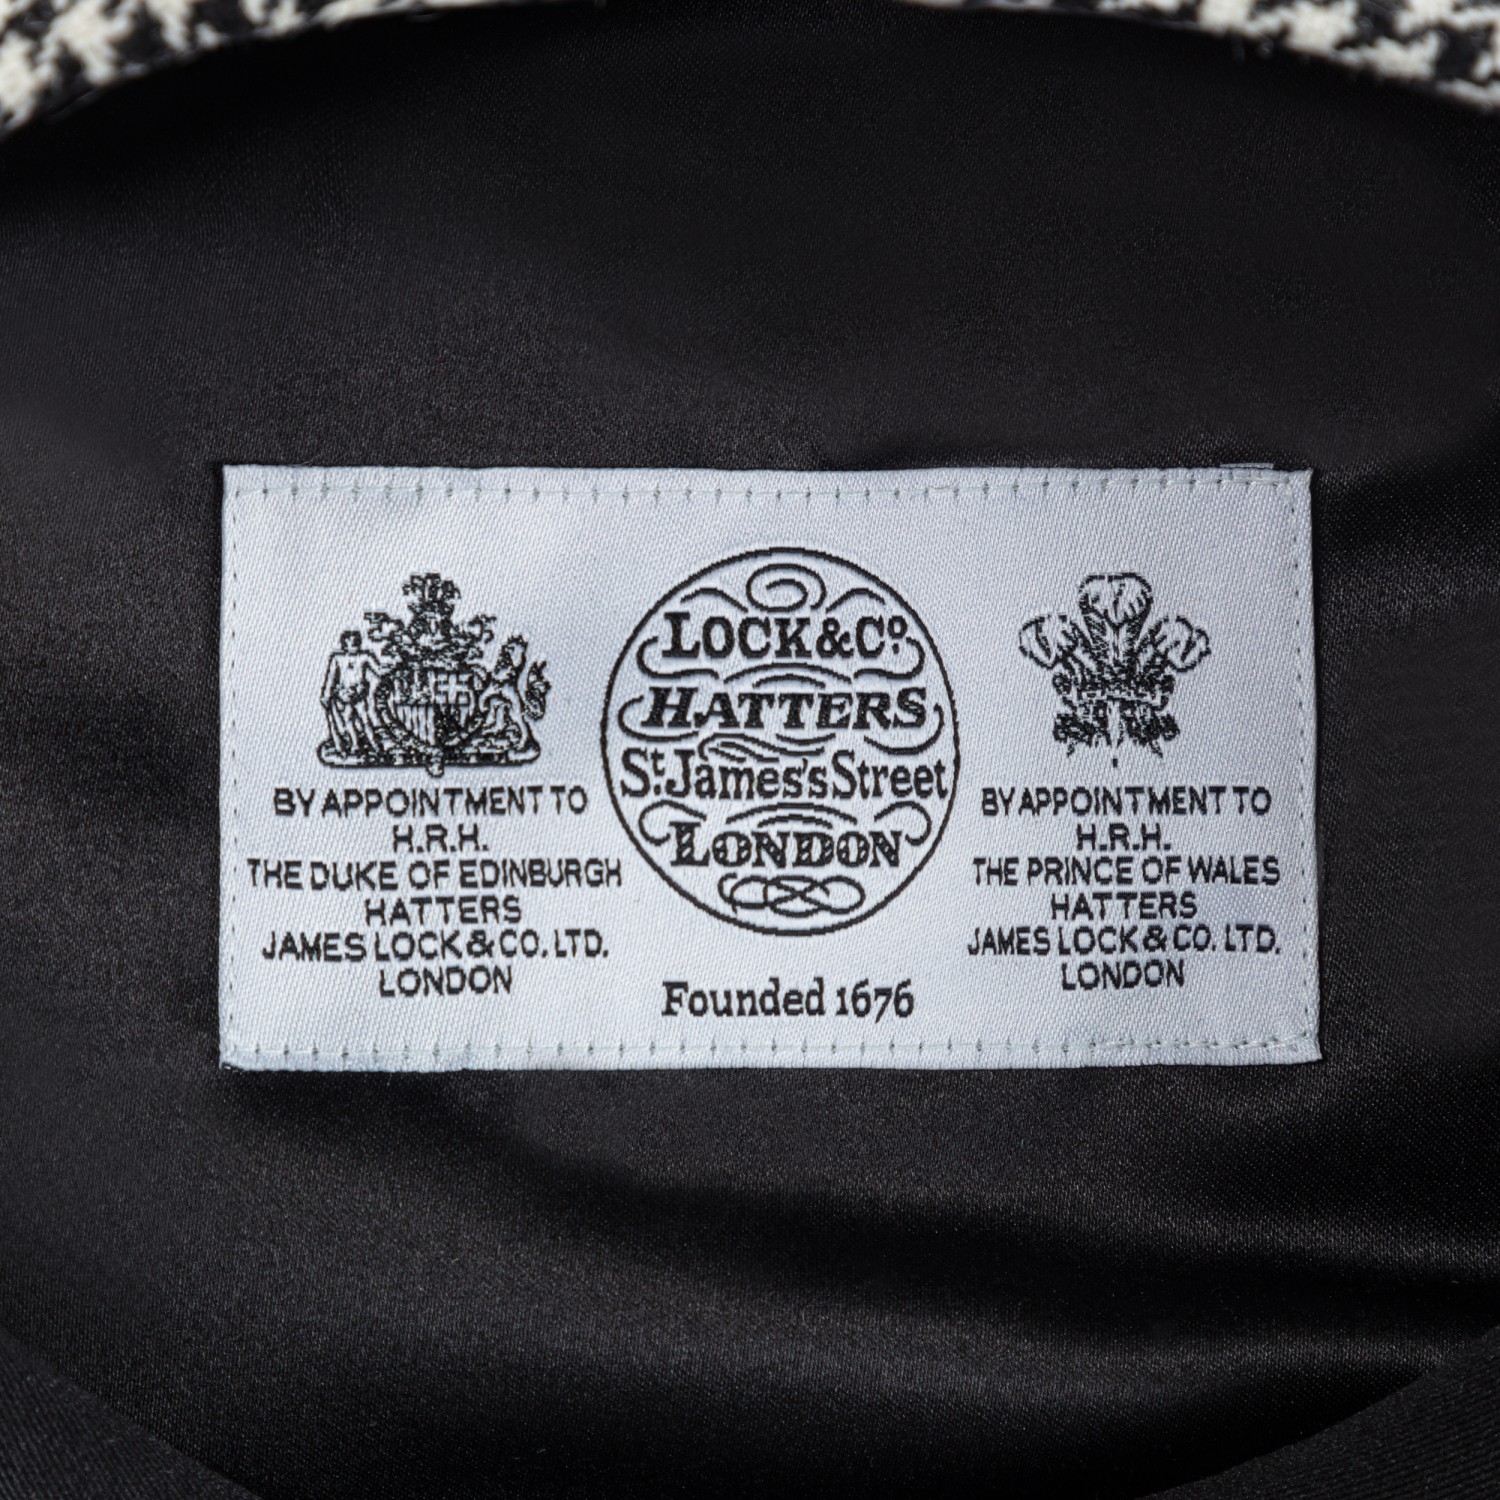 BY APPOINTMENT TO
H.R.H.
THE DUKE OF EDINBURGH
HATTERS
JAMES LOCK & CO. LTD.
LONDON
LOCK & Co.
HATTERS
St. James's Street
LONDON
Founded 1676
BY APPOINTMENT TO
H.R.H.
THE PRINCE OF WALES
HATTERS
JAMES LOCK & CO. LTD.
LONDON